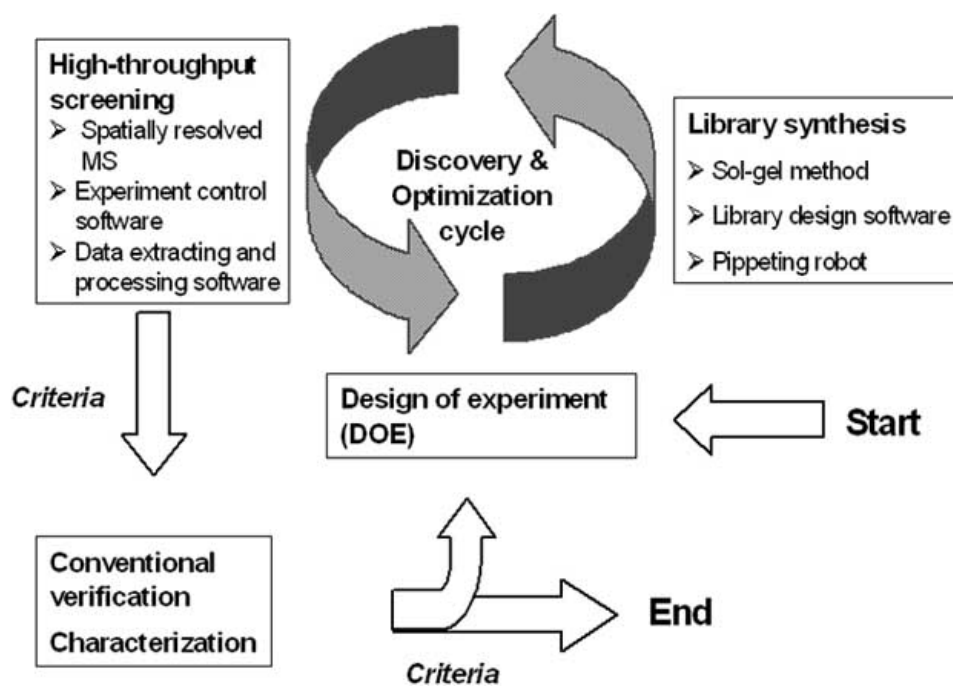 High-throughput
screening
➢ Spatially resolved
MS
➢ Experiment control
software
➢ Data extracting and
processing software
Discovery &
Optimization
cycle
Library synthesis
➢ Sol-gel method
➢ Library design software
➢ Pippeting robot
Criteria
Design of experiment
(DOE)
Start
Conventional
verification
Characterization
End
Criteria